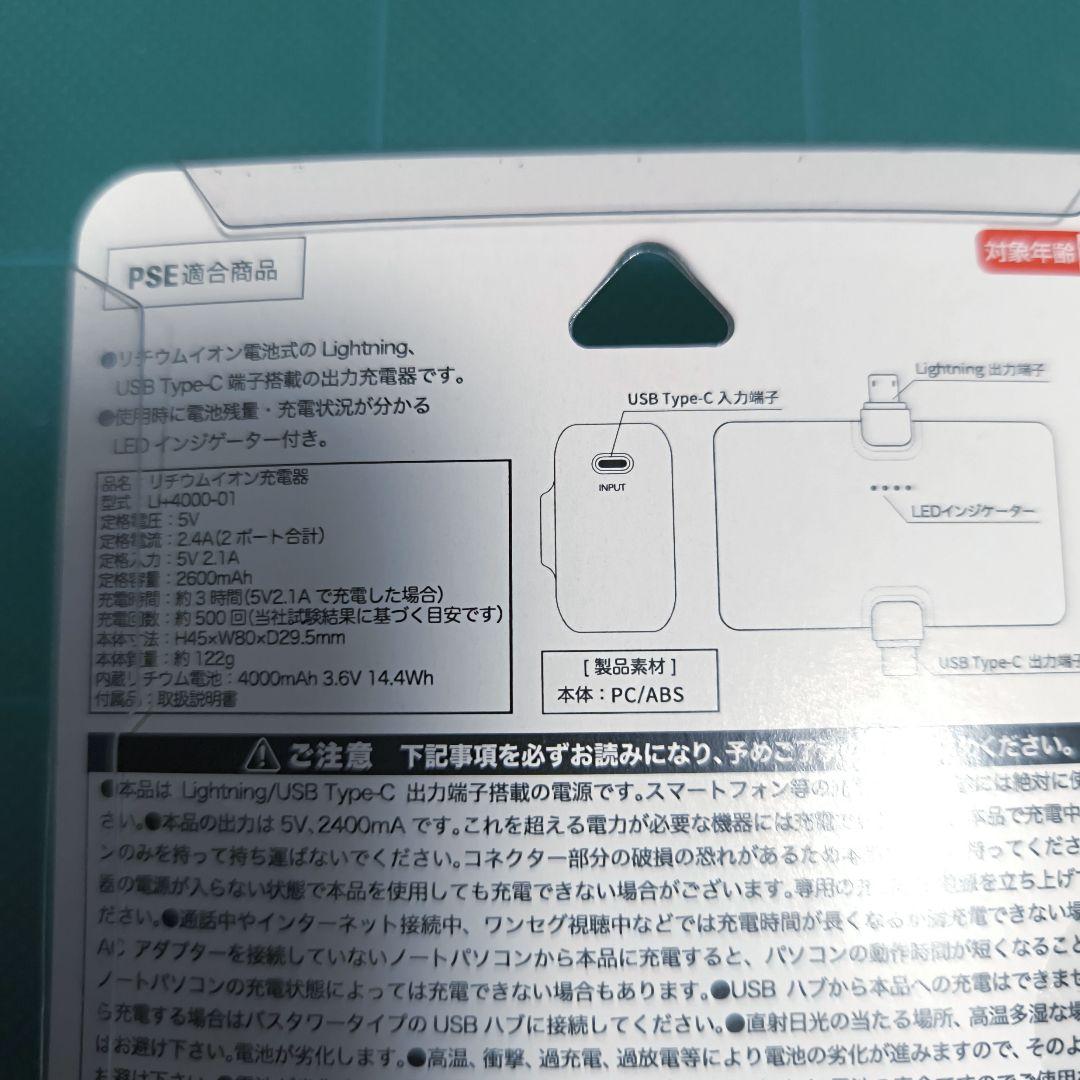 PSE適合商品
対象年齢
●リチウムイオン電池式の Lightning、
USB Type-C 端子搭載の出力充電器です。
●使用時に電池残量・充電状況が分かる
LED インジゲーター付き。
品名 リチウムイオン充電器
型式 Li+4000-01
定格電圧：5V
定格電流：2.4A(2ポート合計)
定格入力：5V 2.1A
定格容量：2600mAh
充電時間：約3時間(5V2.1Aで充電した場合)
充電回数：約500回(当社試験結果に基づく目安です)
本体寸法：H45×W80×D29.5mm
本体質量：約122g
内蔵リチウム電池：4000mAh 3.6V 14.4Wh
付属品：取扱説明書
USB Type-C 入力端子
INPUT
Lightning 出力端子
LEDインジケーター
USB Type-C 出力端子
[ 製品素材 ]
本体：PC/ABS
ご注意 下記事項を必ずお読みになり、予めご了 ください。
●本品は Lightning/USB Type-C 出力端子搭載の電源です。スマートフォン等の には絶対に使
さい。●本品の出力は 5V、2400mA です。これを超える電力が必要な機器には充電 本品で充電中
ンのみを持って持ち運ばないでください。コネクター部分の破損の恐れがあるため本 持ってくださ
器の電源が入らない状態で本品を使用しても充電できない場合がございます。専用の を立ち上げ
ださい。●通話中やインターネット接続中、ワンセグ視聴中などでは充電時間が長くなるか 充電できない場
AC アダプターを接続していないノートパソコンから本品に充電すると、パソコンの動作時間が短くなること
ノートパソコンの充電状態によっては充電できない場合もあります。●USB ハブから本品への充電はできませ
ら充電する場合はバスタワータイプの USB ハブに接続してください。●直射日光の当たる場所、高温多湿な場
はお避け下さい。電池が劣化します。●高温、衝撃、過充電、過放電等により電池の劣化が進みますので、そのよ
お避け下さい。